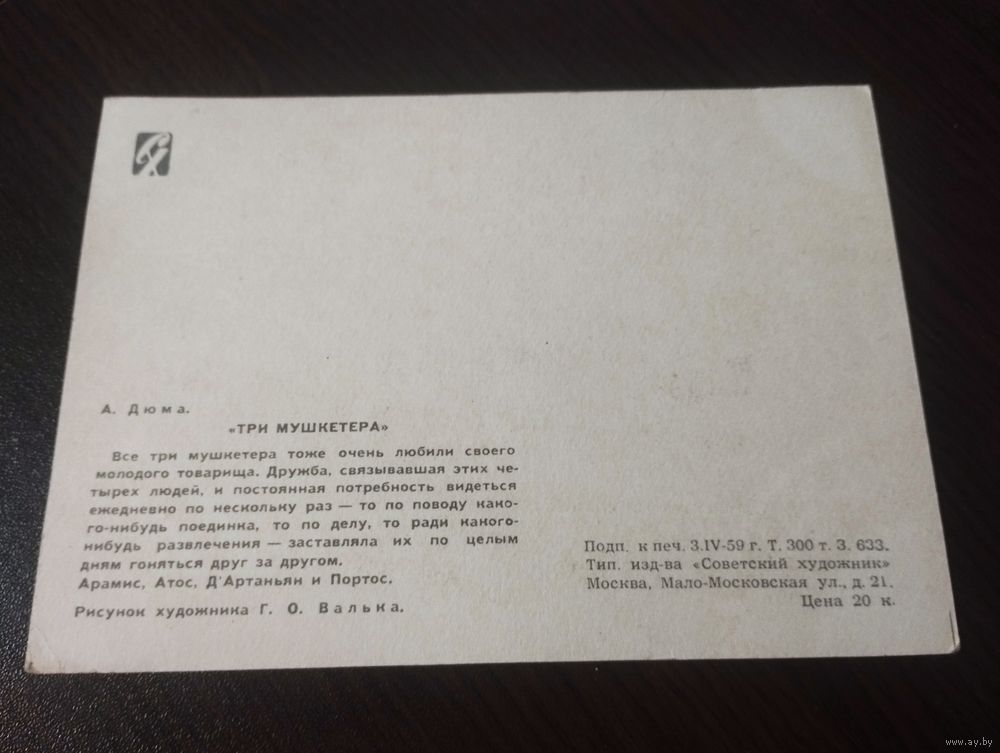 А. Дюма.
«ТРИ МУШКЕТЕРА»
Все три мушкетера тоже очень любили своего
молодого товарища. Дружба, связывавшая этих че-
тырех людей, и постоянная потребность видеться
ежедневно по нескольку раз — то по поводу како-
го-нибудь поединка, то по делу, то ради какого-
нибудь развлечения — заставляла их по целым
дням гоняться друг за другом.
Арамис, Атос, Д'Артаньян и Портос.
Рисунок художника Г. О. Валька.
Подп. к печ. 3.IV-59 г. Т. 300 т. З. 633.
Тип. изд-ва «Советский художник»
Москва, Мало-Московская ул., д. 21.
Цена 20 к.
www.ay.by